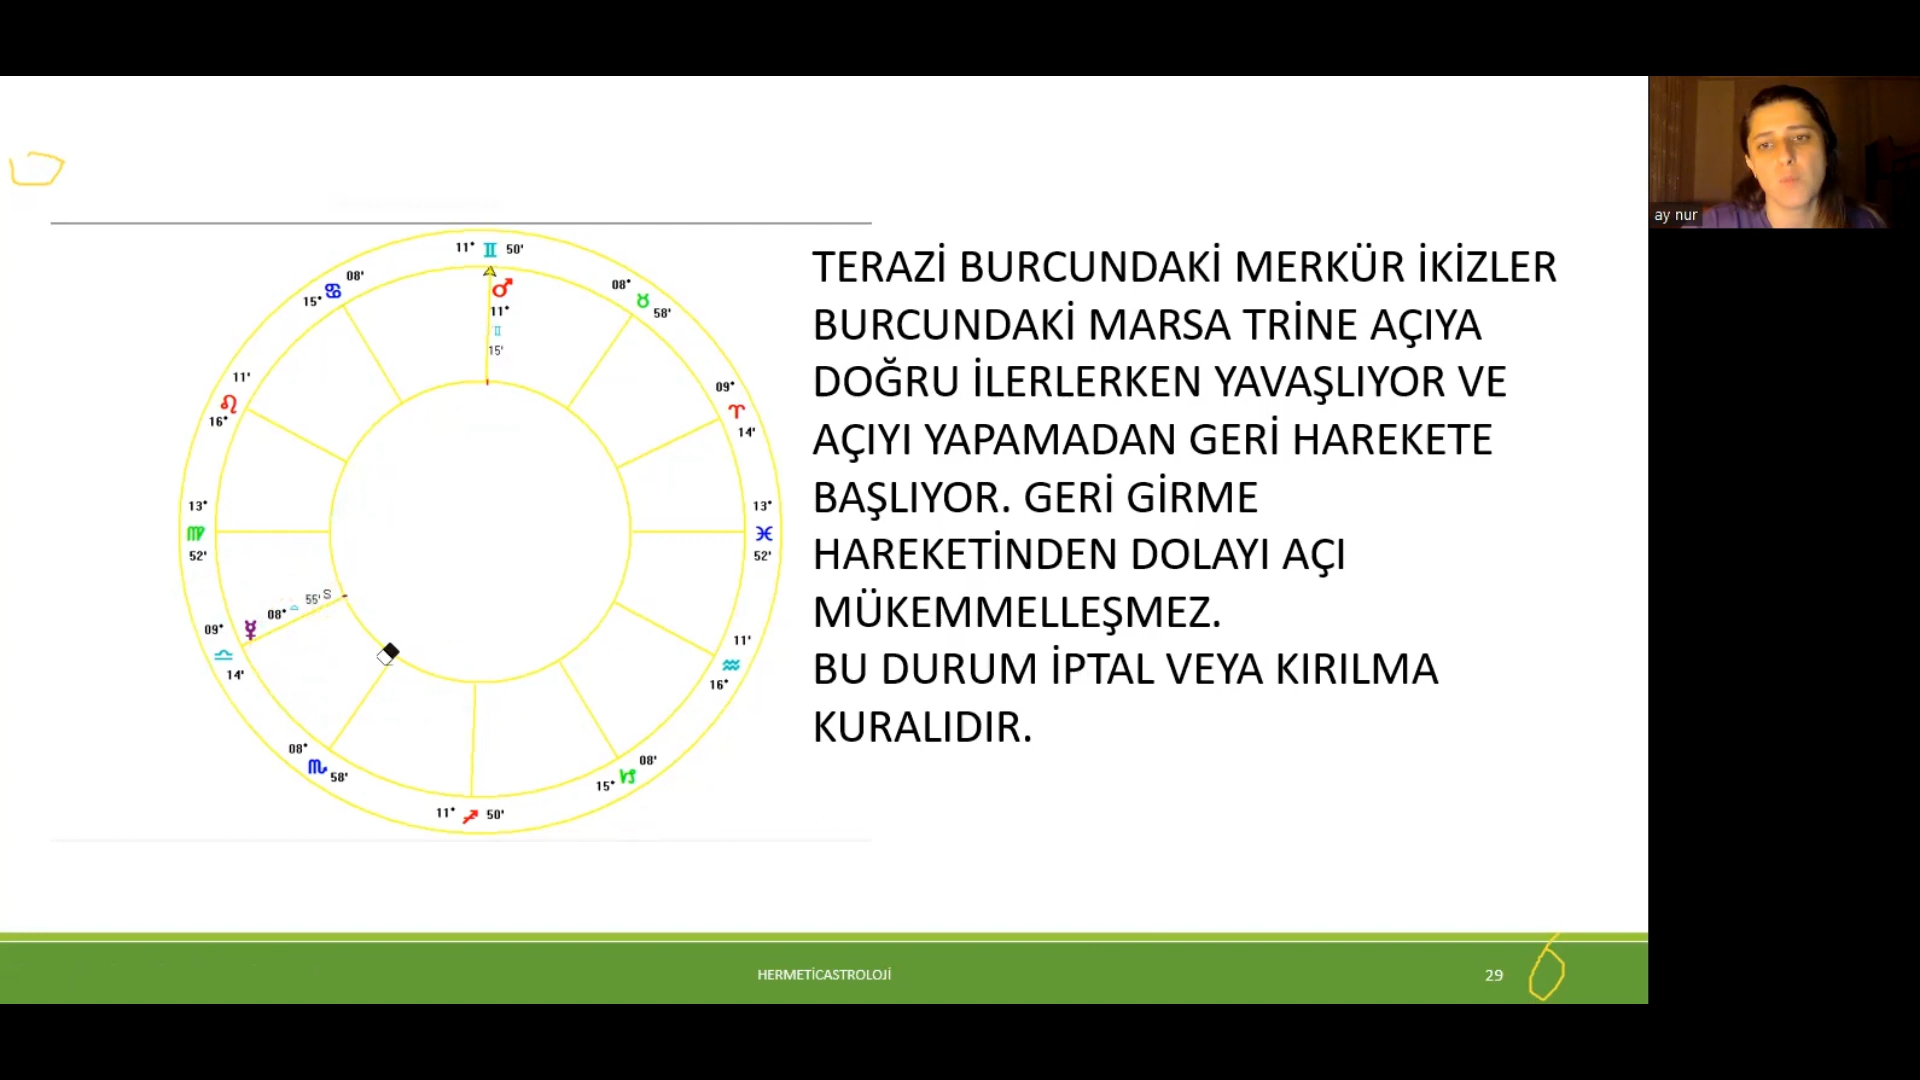 11° ♊ 50'
08'
15° ♋
08°
♉ 58'
♂
11°
♊
15'
11'
♌
16°
09°
♈
14'
13°
♍
52'
13°
♓
52'
☿ 08° ♎ 55' S
09°
♎
14'
11'
♒
16°
08°
♏ 58'
08'
15° ♑
11° ♐ 50'
TERAZİ BURCUNDAKİ MERKÜR İKİZLER
BURCUNDAKİ MARSA TRİNE AÇIYA
DOĞRU İLERLERKEN YAVAŞLIYOR VE
AÇIYI YAPAMADAN GERİ HAREKETE
BAŞLIYOR. GERİ GİRME
HAREKETİNDEN DOLAYI AÇI
MÜKEMMELLEŞMEZ.
BU DURUM İPTAL VEYA KIRILMA
KURALIDIR.
ay nur
HERMETİCASTROLOJİ
29